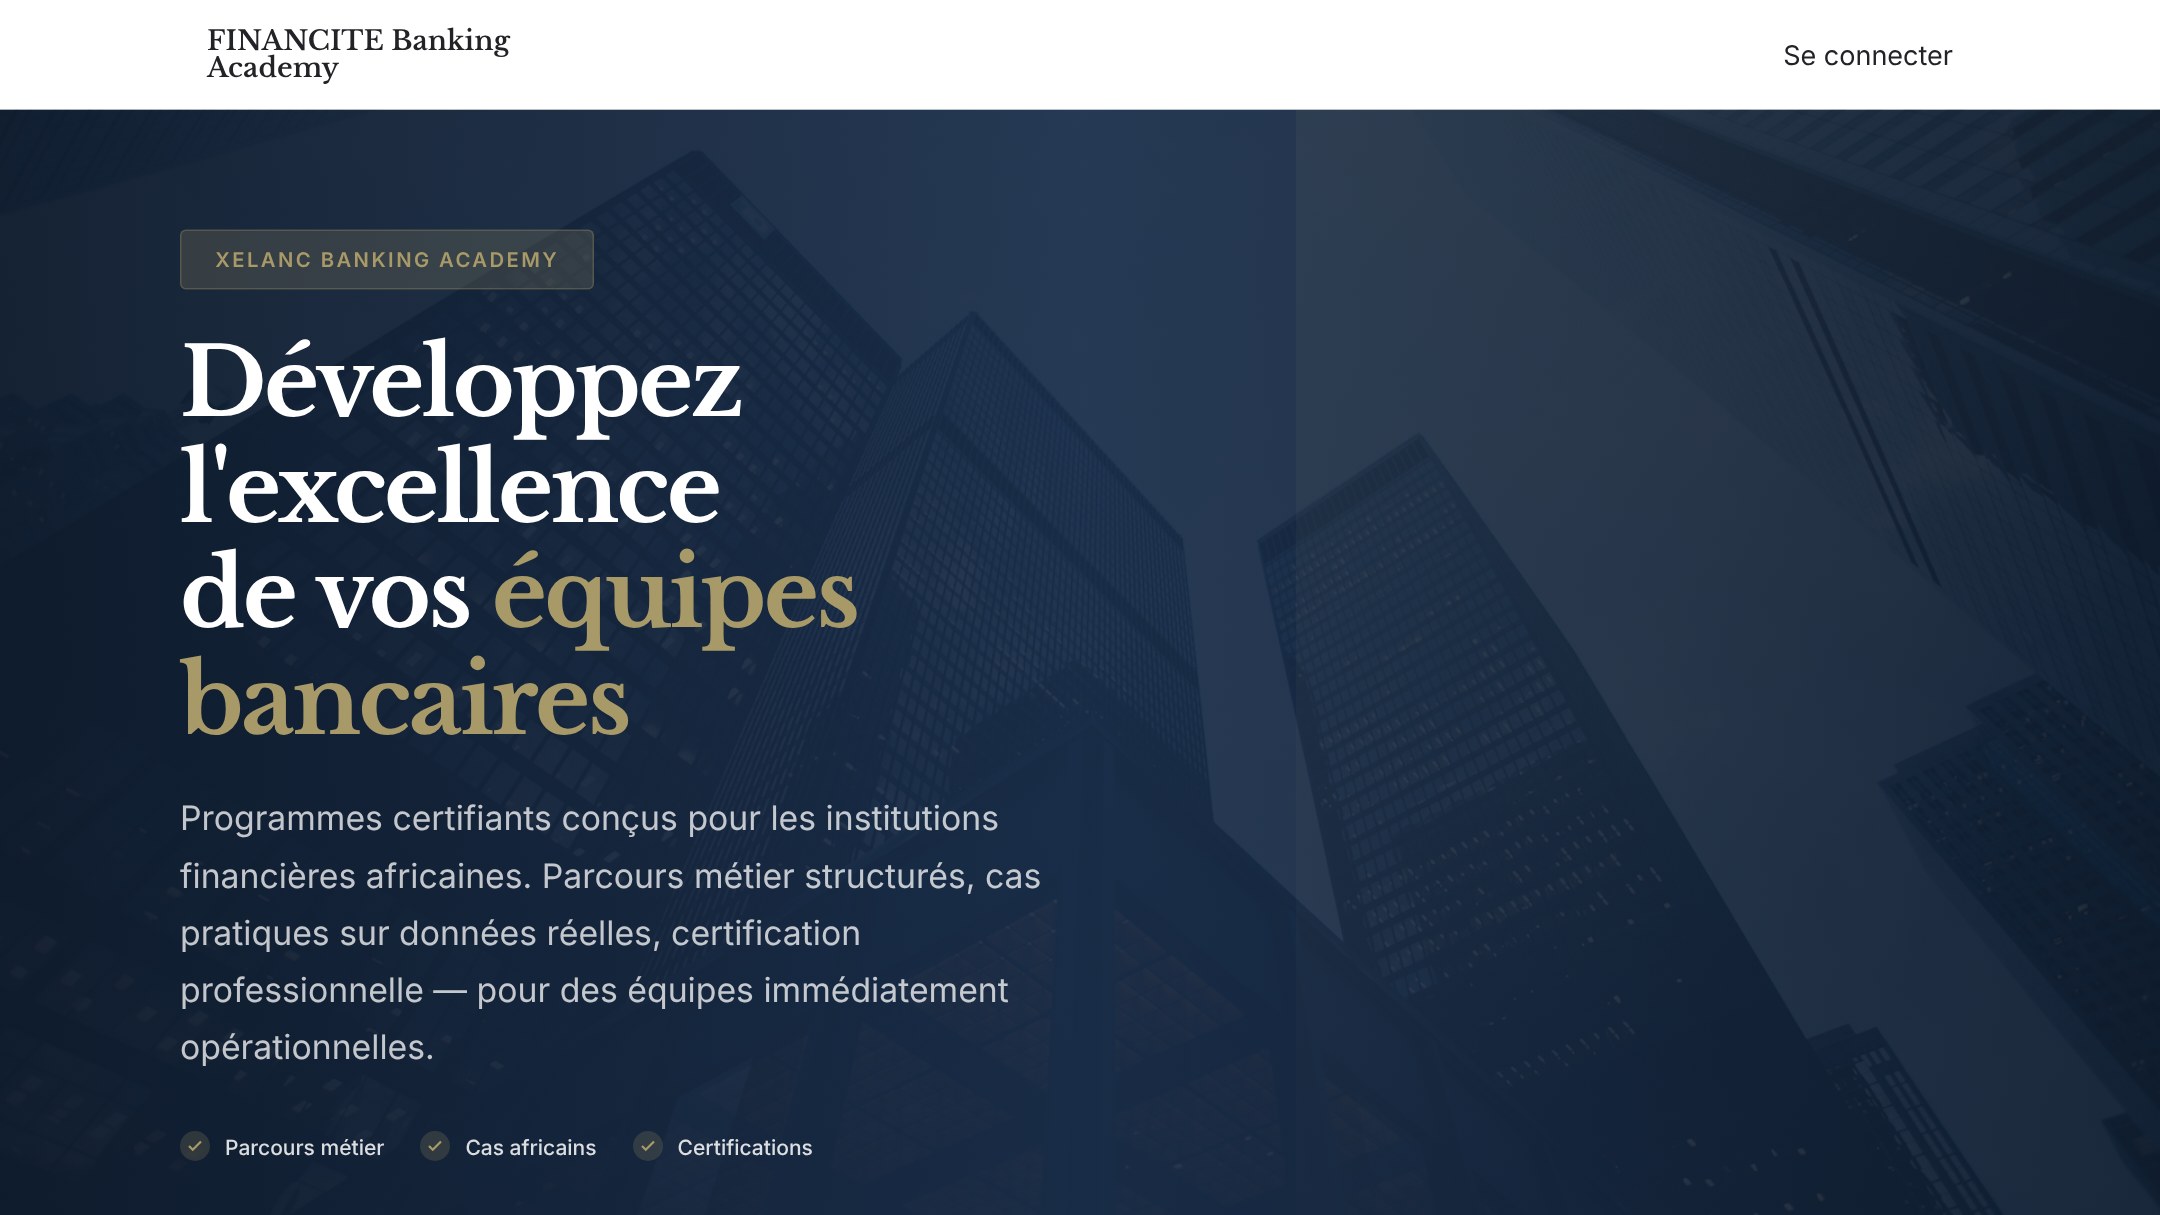 FINANCITE Banking
Academy
Se connecter
XELANC BANKING ACADEMY
Développez
l'excellence
de vos équipes
bancaires
Programmes certifiants conçus pour les institutions
financières africaines. Parcours métier structurés, cas
pratiques sur données réelles, certification
professionnelle — pour des équipes immédiatement
opérationnelles.
Parcours métier
Cas africains
Certifications